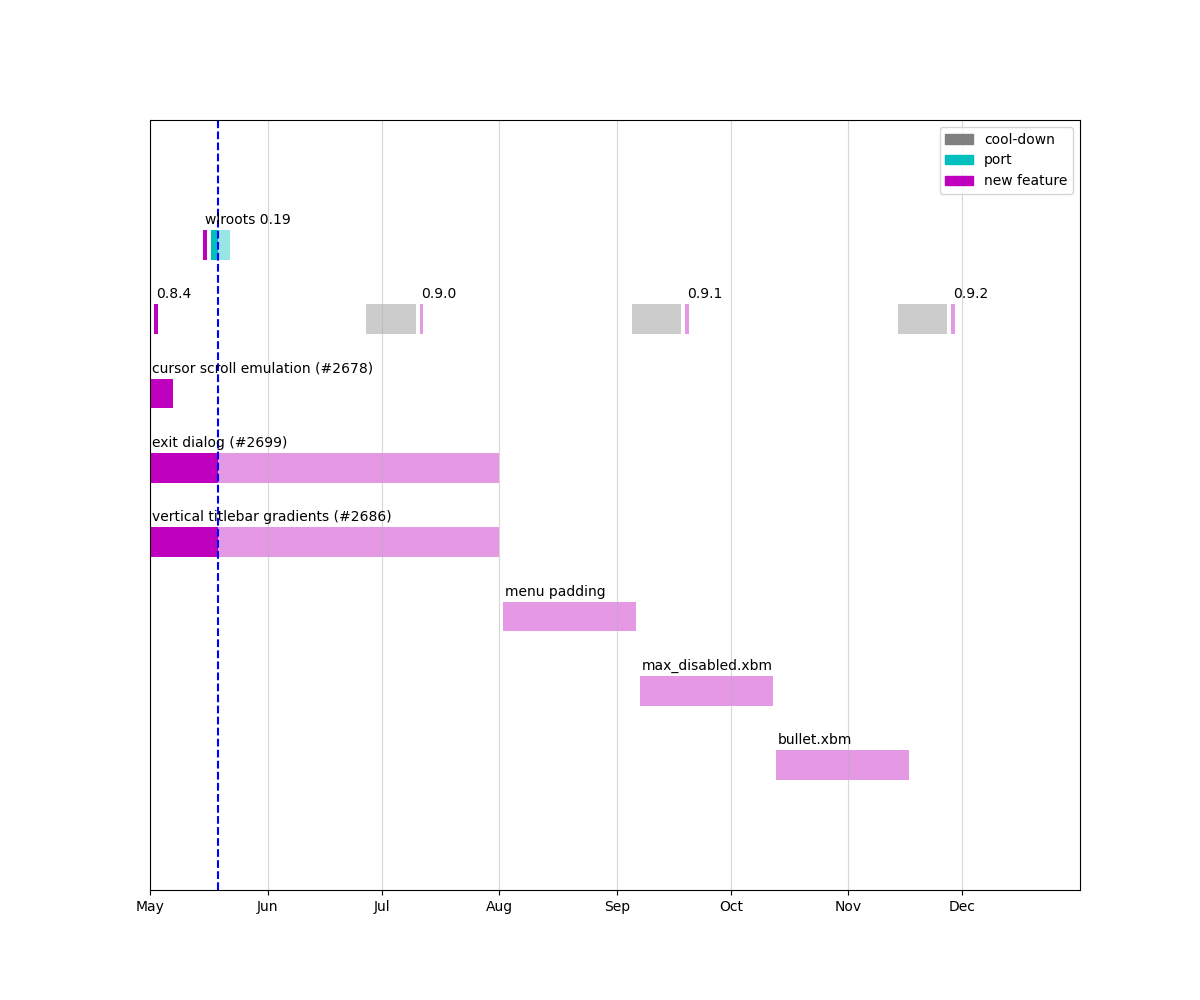 cool-down
port
new feature
wlroots 0.19
0.8.4
0.9.0
0.9.1
0.9.2
cursor scroll emulation (#2678)
exit dialog (#2699)
vertical titlebar gradients (#2686)
menu padding
max_disabled.xbm
bullet.xbm
May Jun Jul Aug Sep Oct Nov Dec